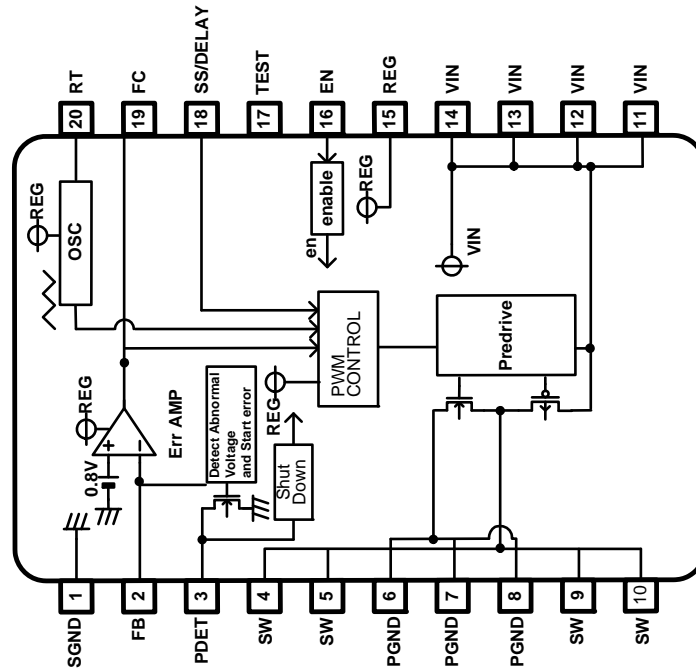 20
19
18
17
16
15
14
13
12
11
RT
FC
SS/DELAY
TEST
EN
REG
VIN
VIN
VIN
VIN
REG
OSC
en
enable
REG
VIN
REG
0.8V
+
−
Err AMP
Detect Abnormal
Voltage
and Start error
REG
PWM
CONTROL
Shut
Down
Predrive
1
2
3
4
5
6
7
8
9
10
SGND
FB
PDET
SW
SW
PGND
PGND
PGND
SW
SW